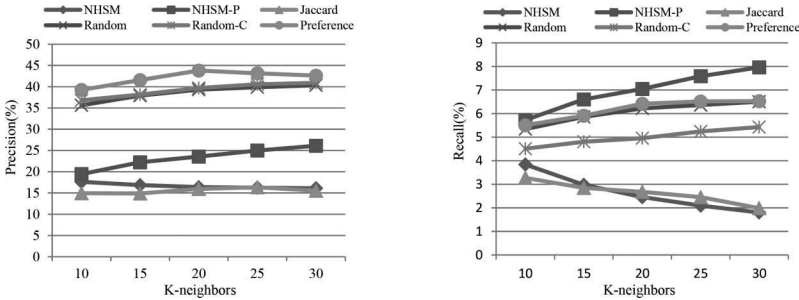 NHSM NHSM-P Jaccard
Random Random-C Preference
50
45
40
35
30
25
20
15
10
5
0
Precision(%)
10 15 20 25 30
K-neighbors
NHSM NHSM-P Jaccard
Random Random-C Preference
9
8
7
6
5
4
3
2
1
0
Recall(%)
10 15 20 25 30
K-neighbors